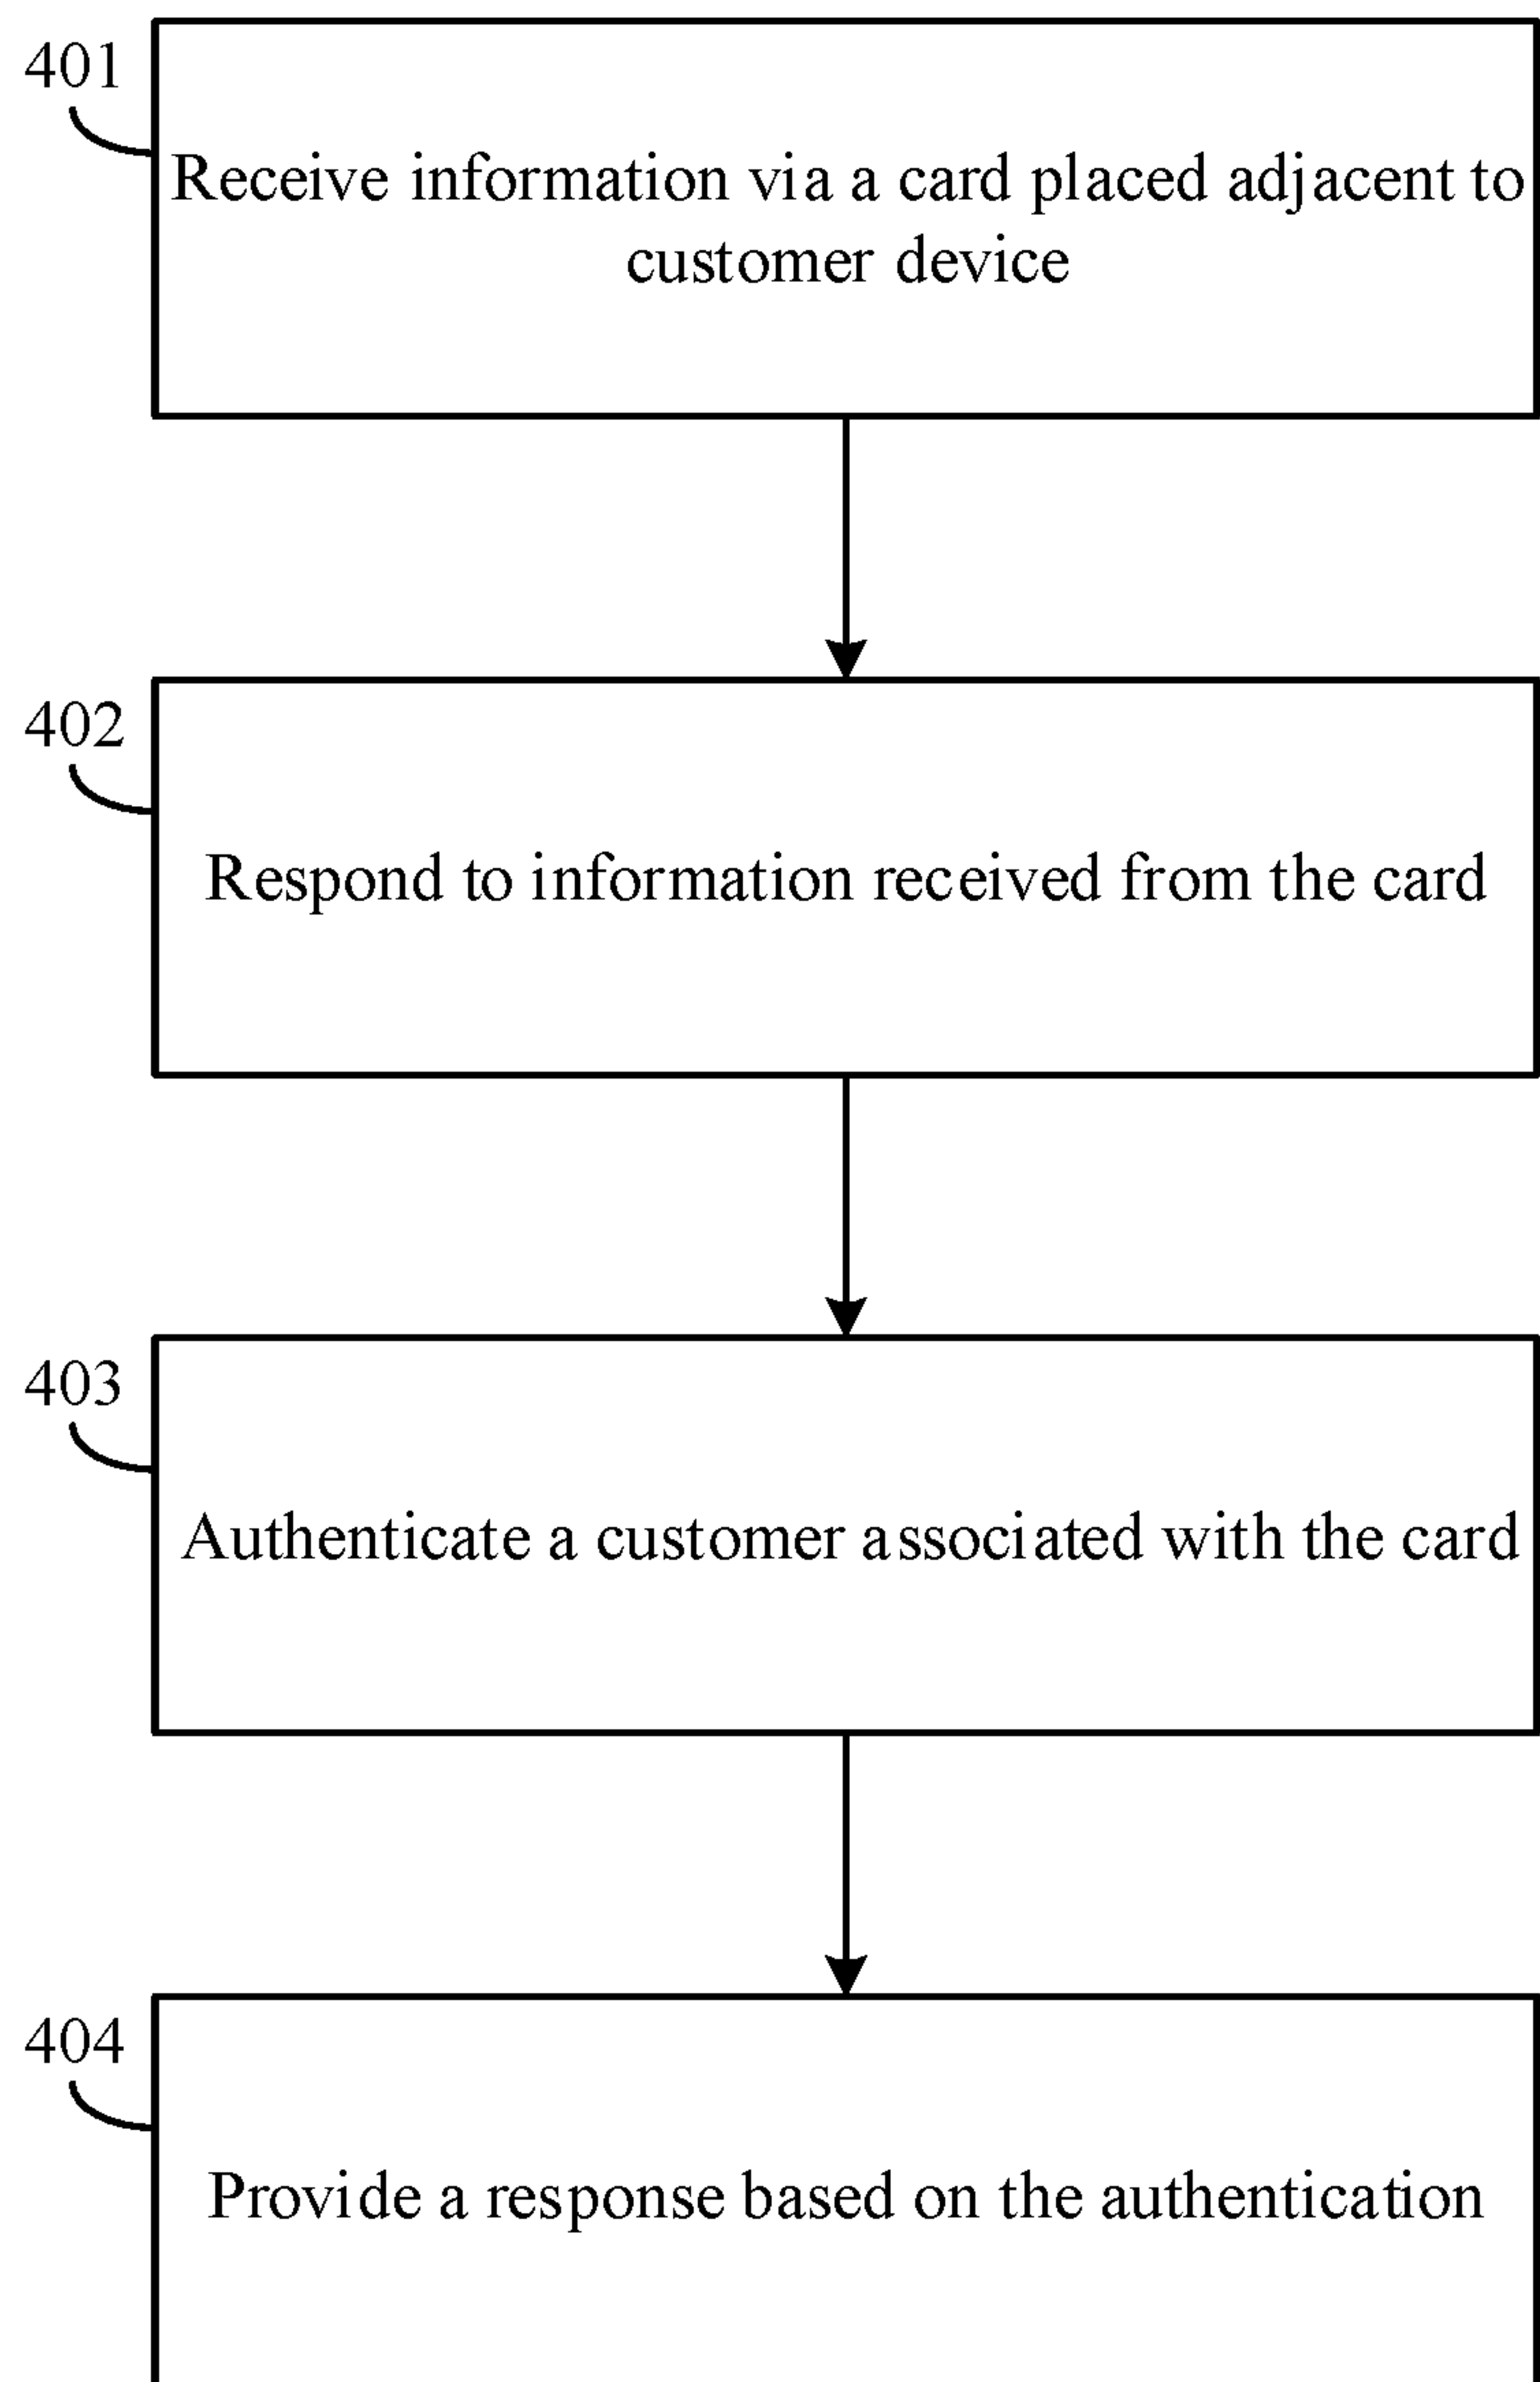 401
Receive information via a card placed adjacent to
customer device
402
Respond to information received from the card
403
Authenticate a customer associated with the card
404
Provide a response based on the authentication